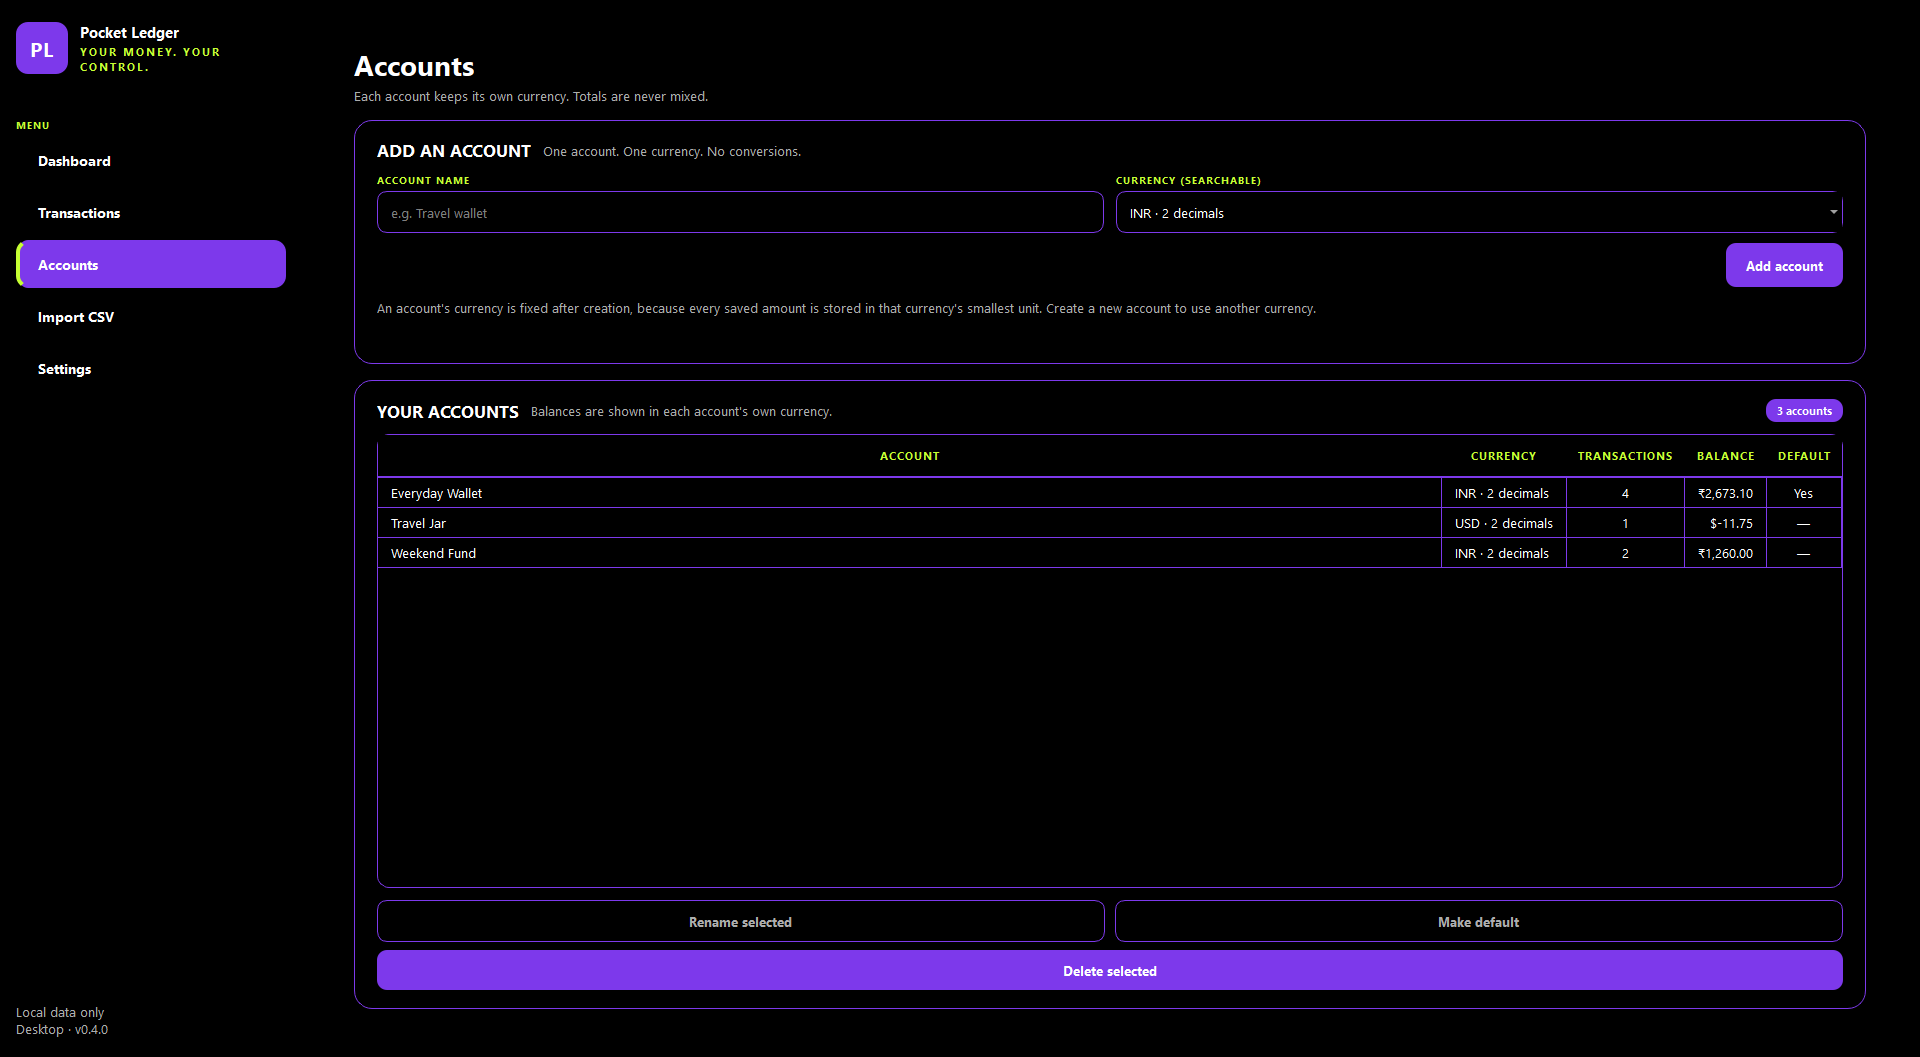 PL
Pocket Ledger
YOUR MONEY. YOUR
CONTROL.
MENU
Dashboard
Transactions
Accounts
Import CSV
Settings
Local data only
Desktop · v0.4.0
Accounts
Each account keeps its own currency. Totals are never mixed.
ADD AN ACCOUNT One account. One currency. No conversions.
ACCOUNT NAME CURRENCY (SEARCHABLE)
e.g. Travel wallet INR · 2 decimals
Add account
An account's currency is fixed after creation, because every saved amount is stored in that currency's smallest unit. Create a new account to use another currency.
YOUR ACCOUNTS Balances are shown in each account's own currency. 3 accounts
ACCOUNT CURRENCY TRANSACTIONS BALANCE DEFAULT
Everyday Wallet INR · 2 decimals 4 ₹2,673.10 Yes
Travel Jar USD · 2 decimals 1 $-11.75 —
Weekend Fund INR · 2 decimals 2 ₹1,260.00 —
Rename selected Make default
Delete selected